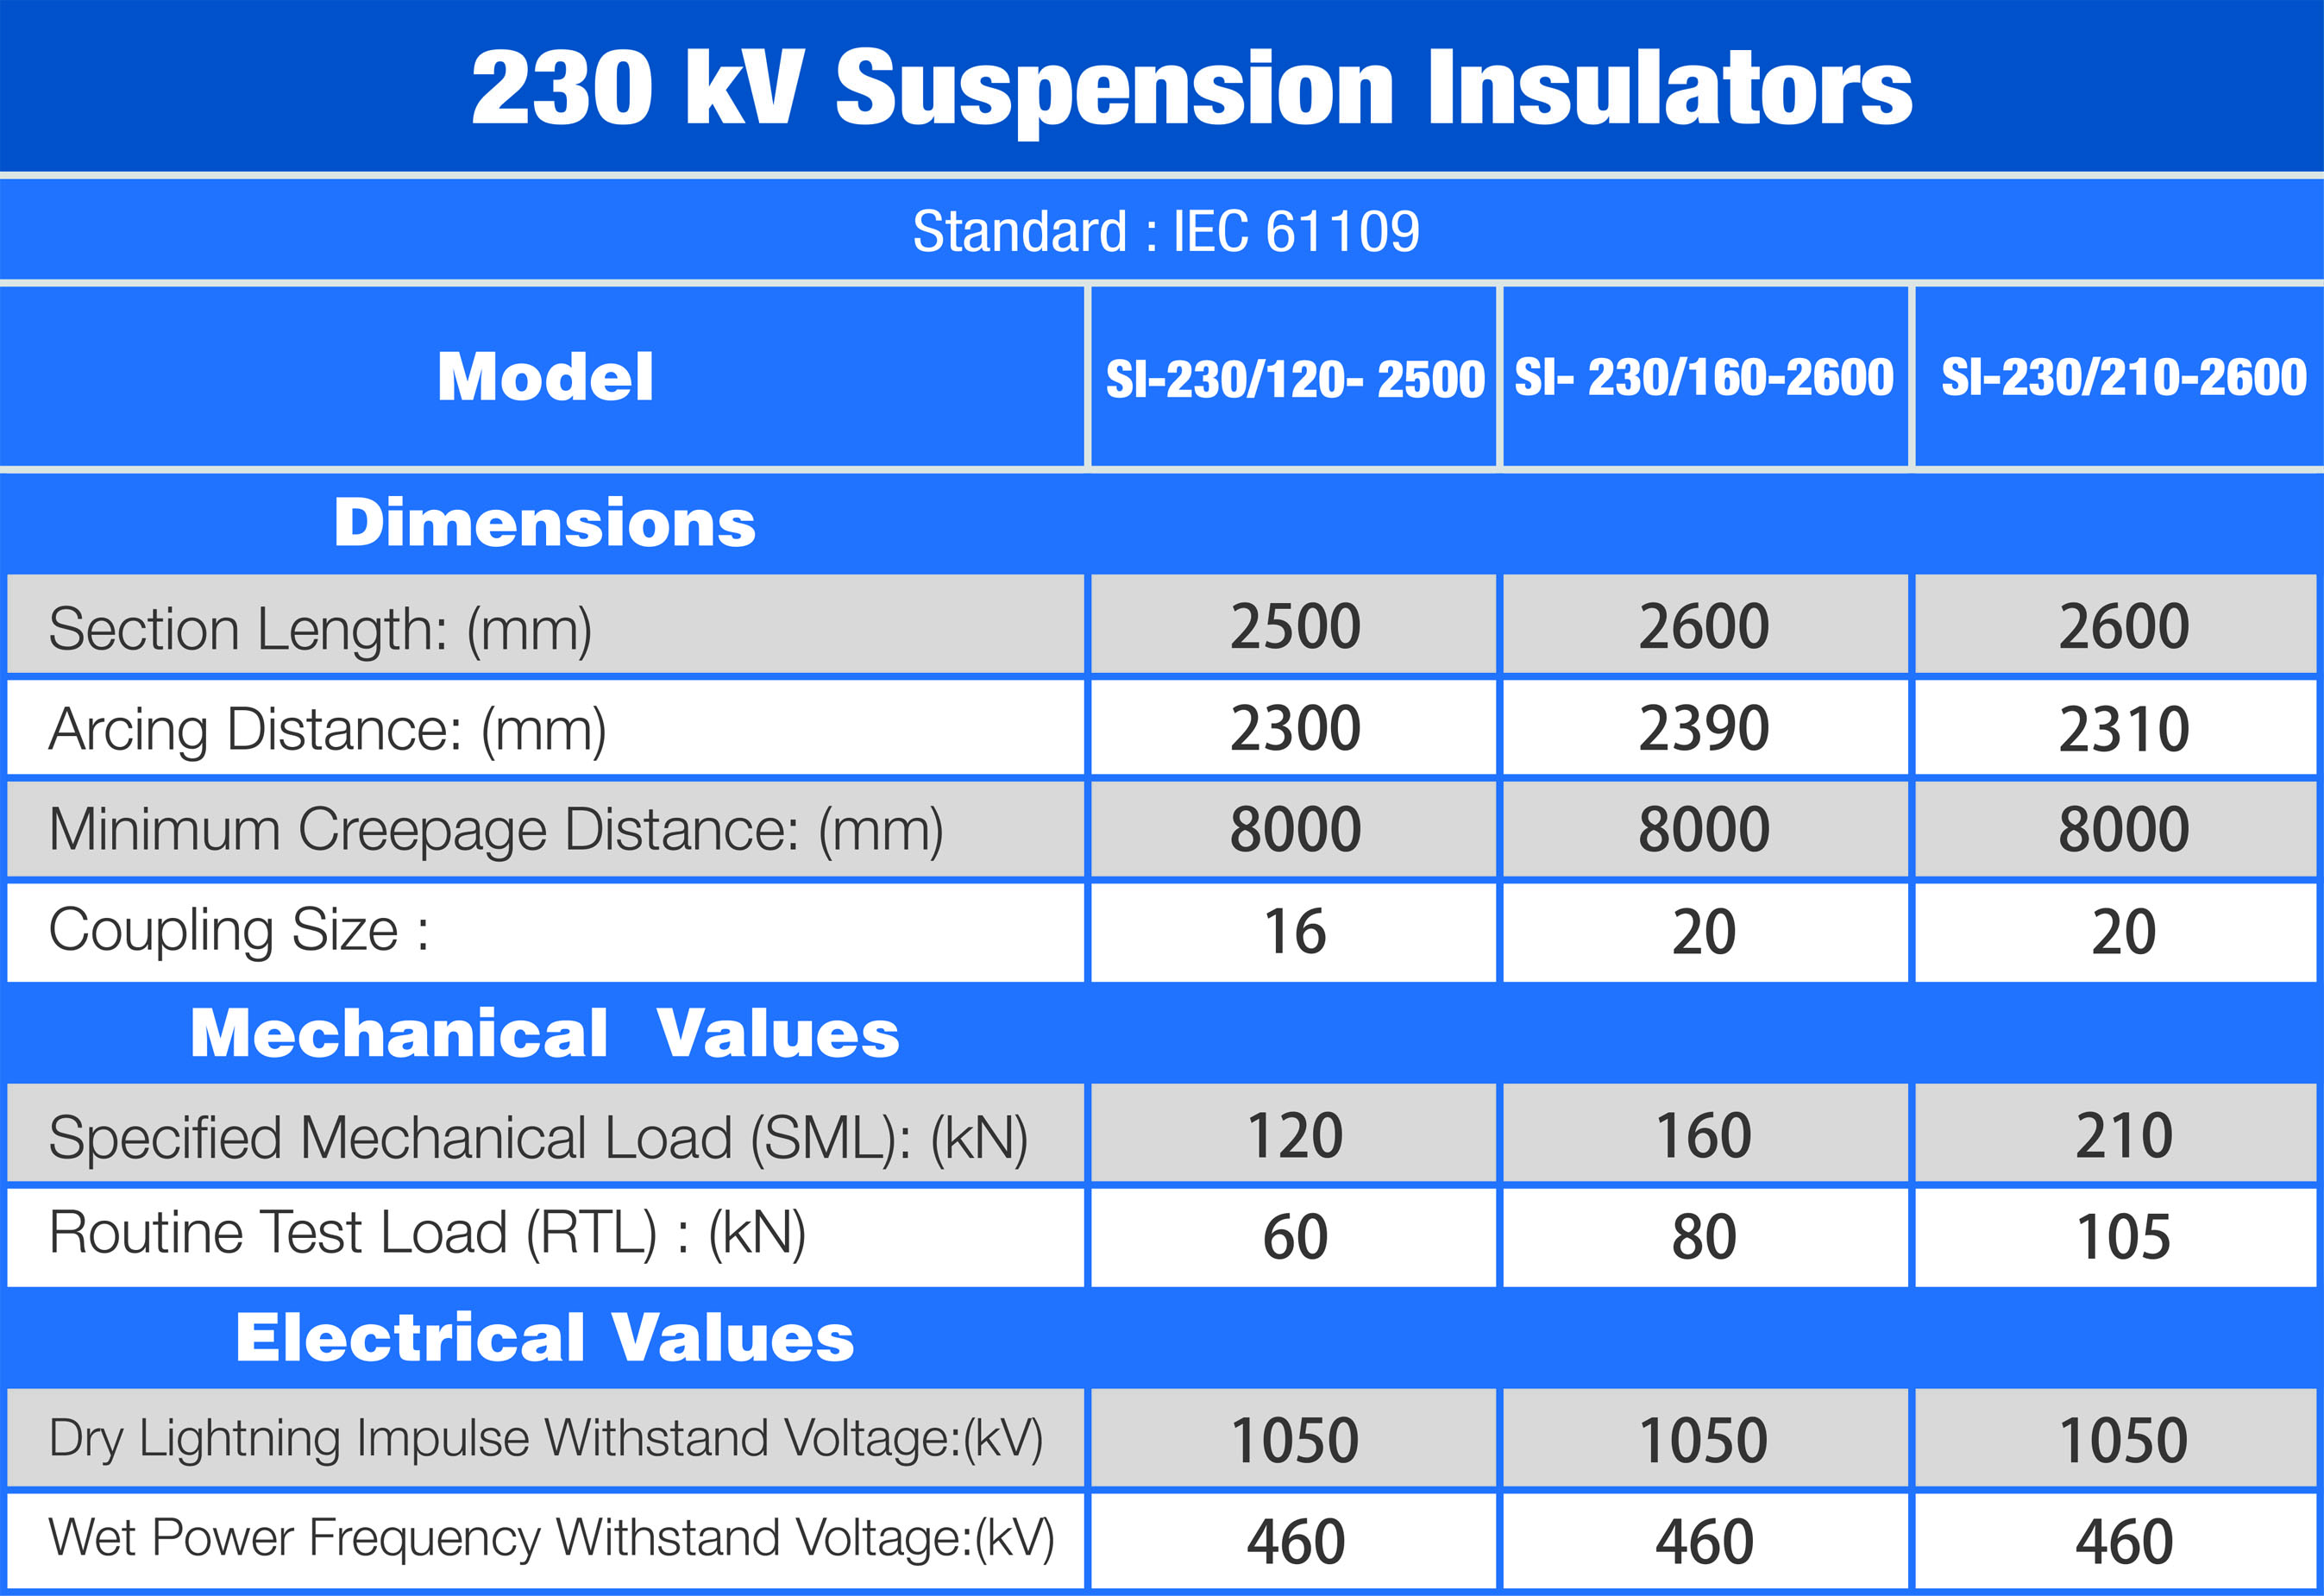 230 kV Suspension Insulators
Standard : IEC 61109
Model SI-230/120- 2500 SI- 230/160-2600 SI-230/210-2600
Dimensions
Section Length: (mm) 2500 2600 2600
Arcing Distance: (mm) 2300 2390 2310
Minimum Creepage Distance: (mm) 8000 8000 8000
Coupling Size : 16 20 20
Mechanical Values
Specified Mechanical Load (SML): (kN) 120 160 210
Routine Test Load (RTL) : (kN) 60 80 105
Electrical Values
Dry Lightning Impulse Withstand Voltage:(kV) 1050 1050 1050
Wet Power Frequency Withstand Voltage:(kV) 460 460 460